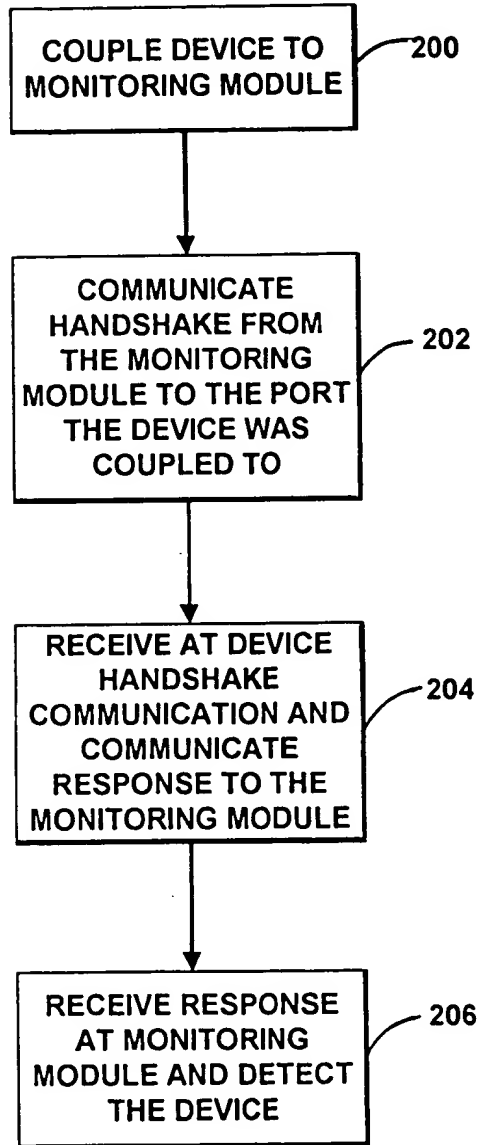 COUPLE DEVICE TO
MONITORING MODULE
200
COMMUNICATE
HANDSHAKE FROM
THE MONITORING
MODULE TO THE PORT
THE DEVICE WAS
COUPLED TO
202
RECEIVE AT DEVICE
HANDSHAKE
COMMUNICATION AND
COMMUNICATE
RESPONSE TO THE
MONITORING MODULE
204
RECEIVE RESPONSE
AT MONITORING
MODULE AND DETECT
THE DEVICE
206